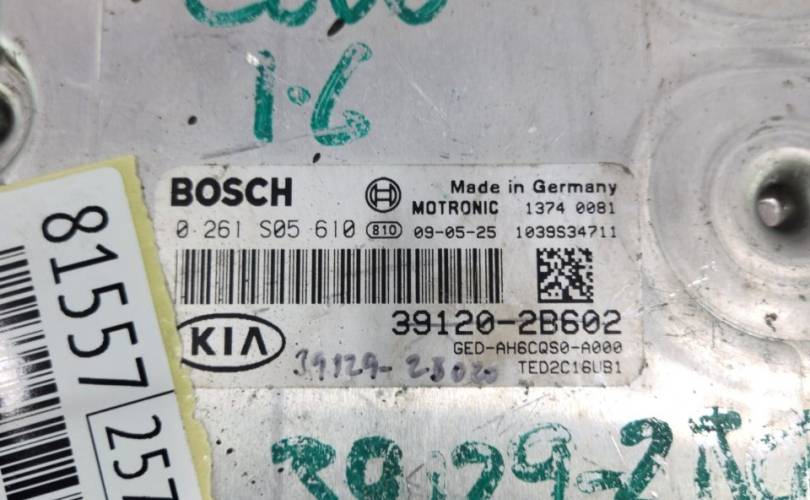 1.6
BOSCH
Made in Germany
MOTRONIC 1374 0081
0 261 S05 610 810 09-05-25 1039S34711
39120-2B602
KIA
GED-AH6CQS0-A000
TED2C16UB1
81557
257